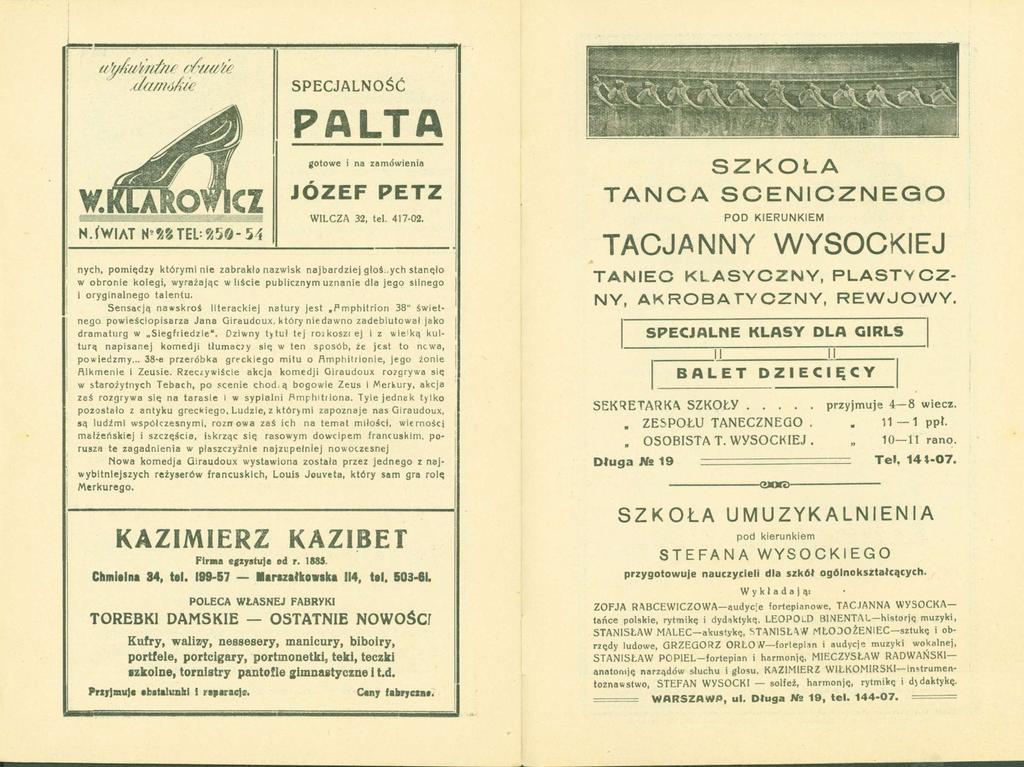 wykwintne obuwie
damskie
W. KLAROWICZ
N. ŚWIAT № 22 TEL: 250-54
SPECJALNOŚĆ
PALTA
gotowe i na zamówienia
JÓZEF PETZ
WILCZA 32, tel. 417-02.
nych, pomiędzy którymi nie zabrakło nazwisk najbardziej głoś..ych stanęło
w obronie kolegi, wyrażając w liście publicznym uznanie dla jego silnego
i oryginalnego talentu.
Sensacją nawskroś literackiej natury jest „Amphitrion 38" świet-
nego powieściopisarza Jana Giraudoux, który niedawno zadebiutował jako
dramaturg w „Siegfriedzie". Dziwny tytuł tej rozkosznej i z wielką kul-
turą napisanej komedji tłumaczy się w ten sposób, że jest to nowa,
powiedzmy... 38-a przeróbka greckiego mitu o Amphitrionie, jego żonie
Alkmenie i Zeusie. Rzeczywiście akcja komedji Giraudoux rozgrywa się
w starożytnych Tebach, po scenie chodzą bogowie Zeus i Merkury, akcja
zaś rozgrywa się na tarasie i w sypialni Amphitriona. Tyle jednak tylko
pozostało z antyku greckiego. Ludzie, z którymi zapoznaje nas Giraudoux,
są ludźmi współczesnymi, rozmowa zaś ich na temat miłości, wierności
małżeńskiej i szczęścia, iskrząc się rasowym dowcipem francuskim, po-
rusza te zagadnienia w płaszczyźnie najzupełniej nowoczesnej
Nowa komedja Giraudoux wystawiona została przez jednego z naj-
wybitniejszych reżyserów francuskich, Louis Jouveta, który sam gra rolę
Merkurego.
KAZIMIERZ KAZIBET
Firma egzystuje od r. 1885.
Chmielna 34, tel. 199-57 — Marszałkowska 114, tel. 503-61.
POLECA WŁASNEJ FABRYKI
TOREBKI DAMSKIE — OSTATNIE NOWOŚCI
Kufry, walizy, nessesery, manicury, bibolry,
portfele, portcigary, portmonetki, teki, teczki
szkolne, tornistry pantofle gimnastyczne i t.d.
Przyjmuje obstalunki i reparacje. Ceny fabryczne.
SZKOŁA
TANCA SCENICZNEGO
POD KIERUNKIEM
TACJANNY WYSOCKIEJ
TANIEC KLASYCZNY, PLASTYCZ-
NY, AKROBATYCZNY, REWJOWY.
SPECJALNE KLASY DLA GIRLS
BALET DZIECIĘCY
SEKRETARKA SZKOŁY . . . . . przyjmuje 4—8 wiecz.
„ ZESPOŁU TANECZNEGO . „ 11—1 ppł.
„ OSOBISTA T. WYSOCKIEJ . „ 10—11 rano.
Długa № 19 Tel. 144-07.
SZKOŁA UMUZYKALNIENIA
pod kierunkiem
STEFANA WYSOCKIEGO
przygotowuje nauczycieli dla szkół ogólnokształcących.
Wykładają:
ZOFJA RABCEWICZOWA—audycje fortepianowe, TACJANNA WYSOCKA—
tańce polskie, rytmikę i dydaktykę, LEOPOLD BINENTAL—historję muzyki,
STANISŁAW MALEC—akustykę, STANISŁAW MŁODOŻENIEC—sztukę i ob-
rzędy ludowe, GRZEGORZ ORŁOW—fortepian i audycje muzyki wokalnej,
STANISŁAW POPIEL—fortepian i harmonję, MIECZYSŁAW RADWAŃSKI—
anatomję narządów słuchu i głosu, KAZIMIERZ WIŁKOMIRSKI—instrumen-
toznawstwo, STEFAN WYSOCKI — solfeż, harmonję, rytmikę i dydaktykę.
WARSZAWA, ul. Długa № 19, tel. 144-07.